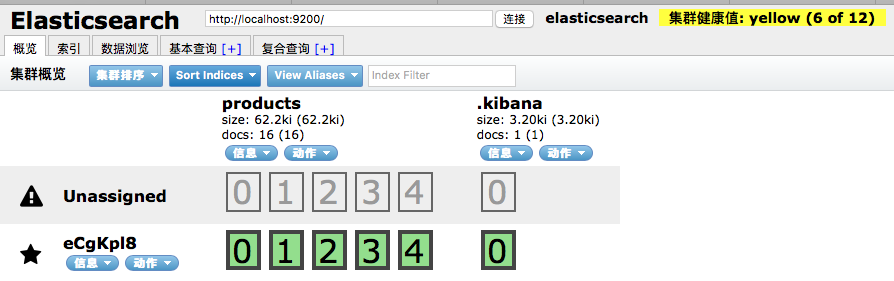 Elasticsearch http://localhost:9200/ 连接 elasticsearch 集群健康值: yellow (6 of 12)
概览 索引 数据浏览 基本查询 [+] 复合查询 [+]
集群概览 集群排序 Sort Indices View Aliases Index Filter
products .kibana
size: 62.2ki (62.2ki) size: 3.20ki (3.20ki)
docs: 16 (16) docs: 1 (1)
信息 动作 信息 动作
Unassigned 0 1 2 3 4 0
eCgKpl8 0 1 2 3 4 0
信息 动作